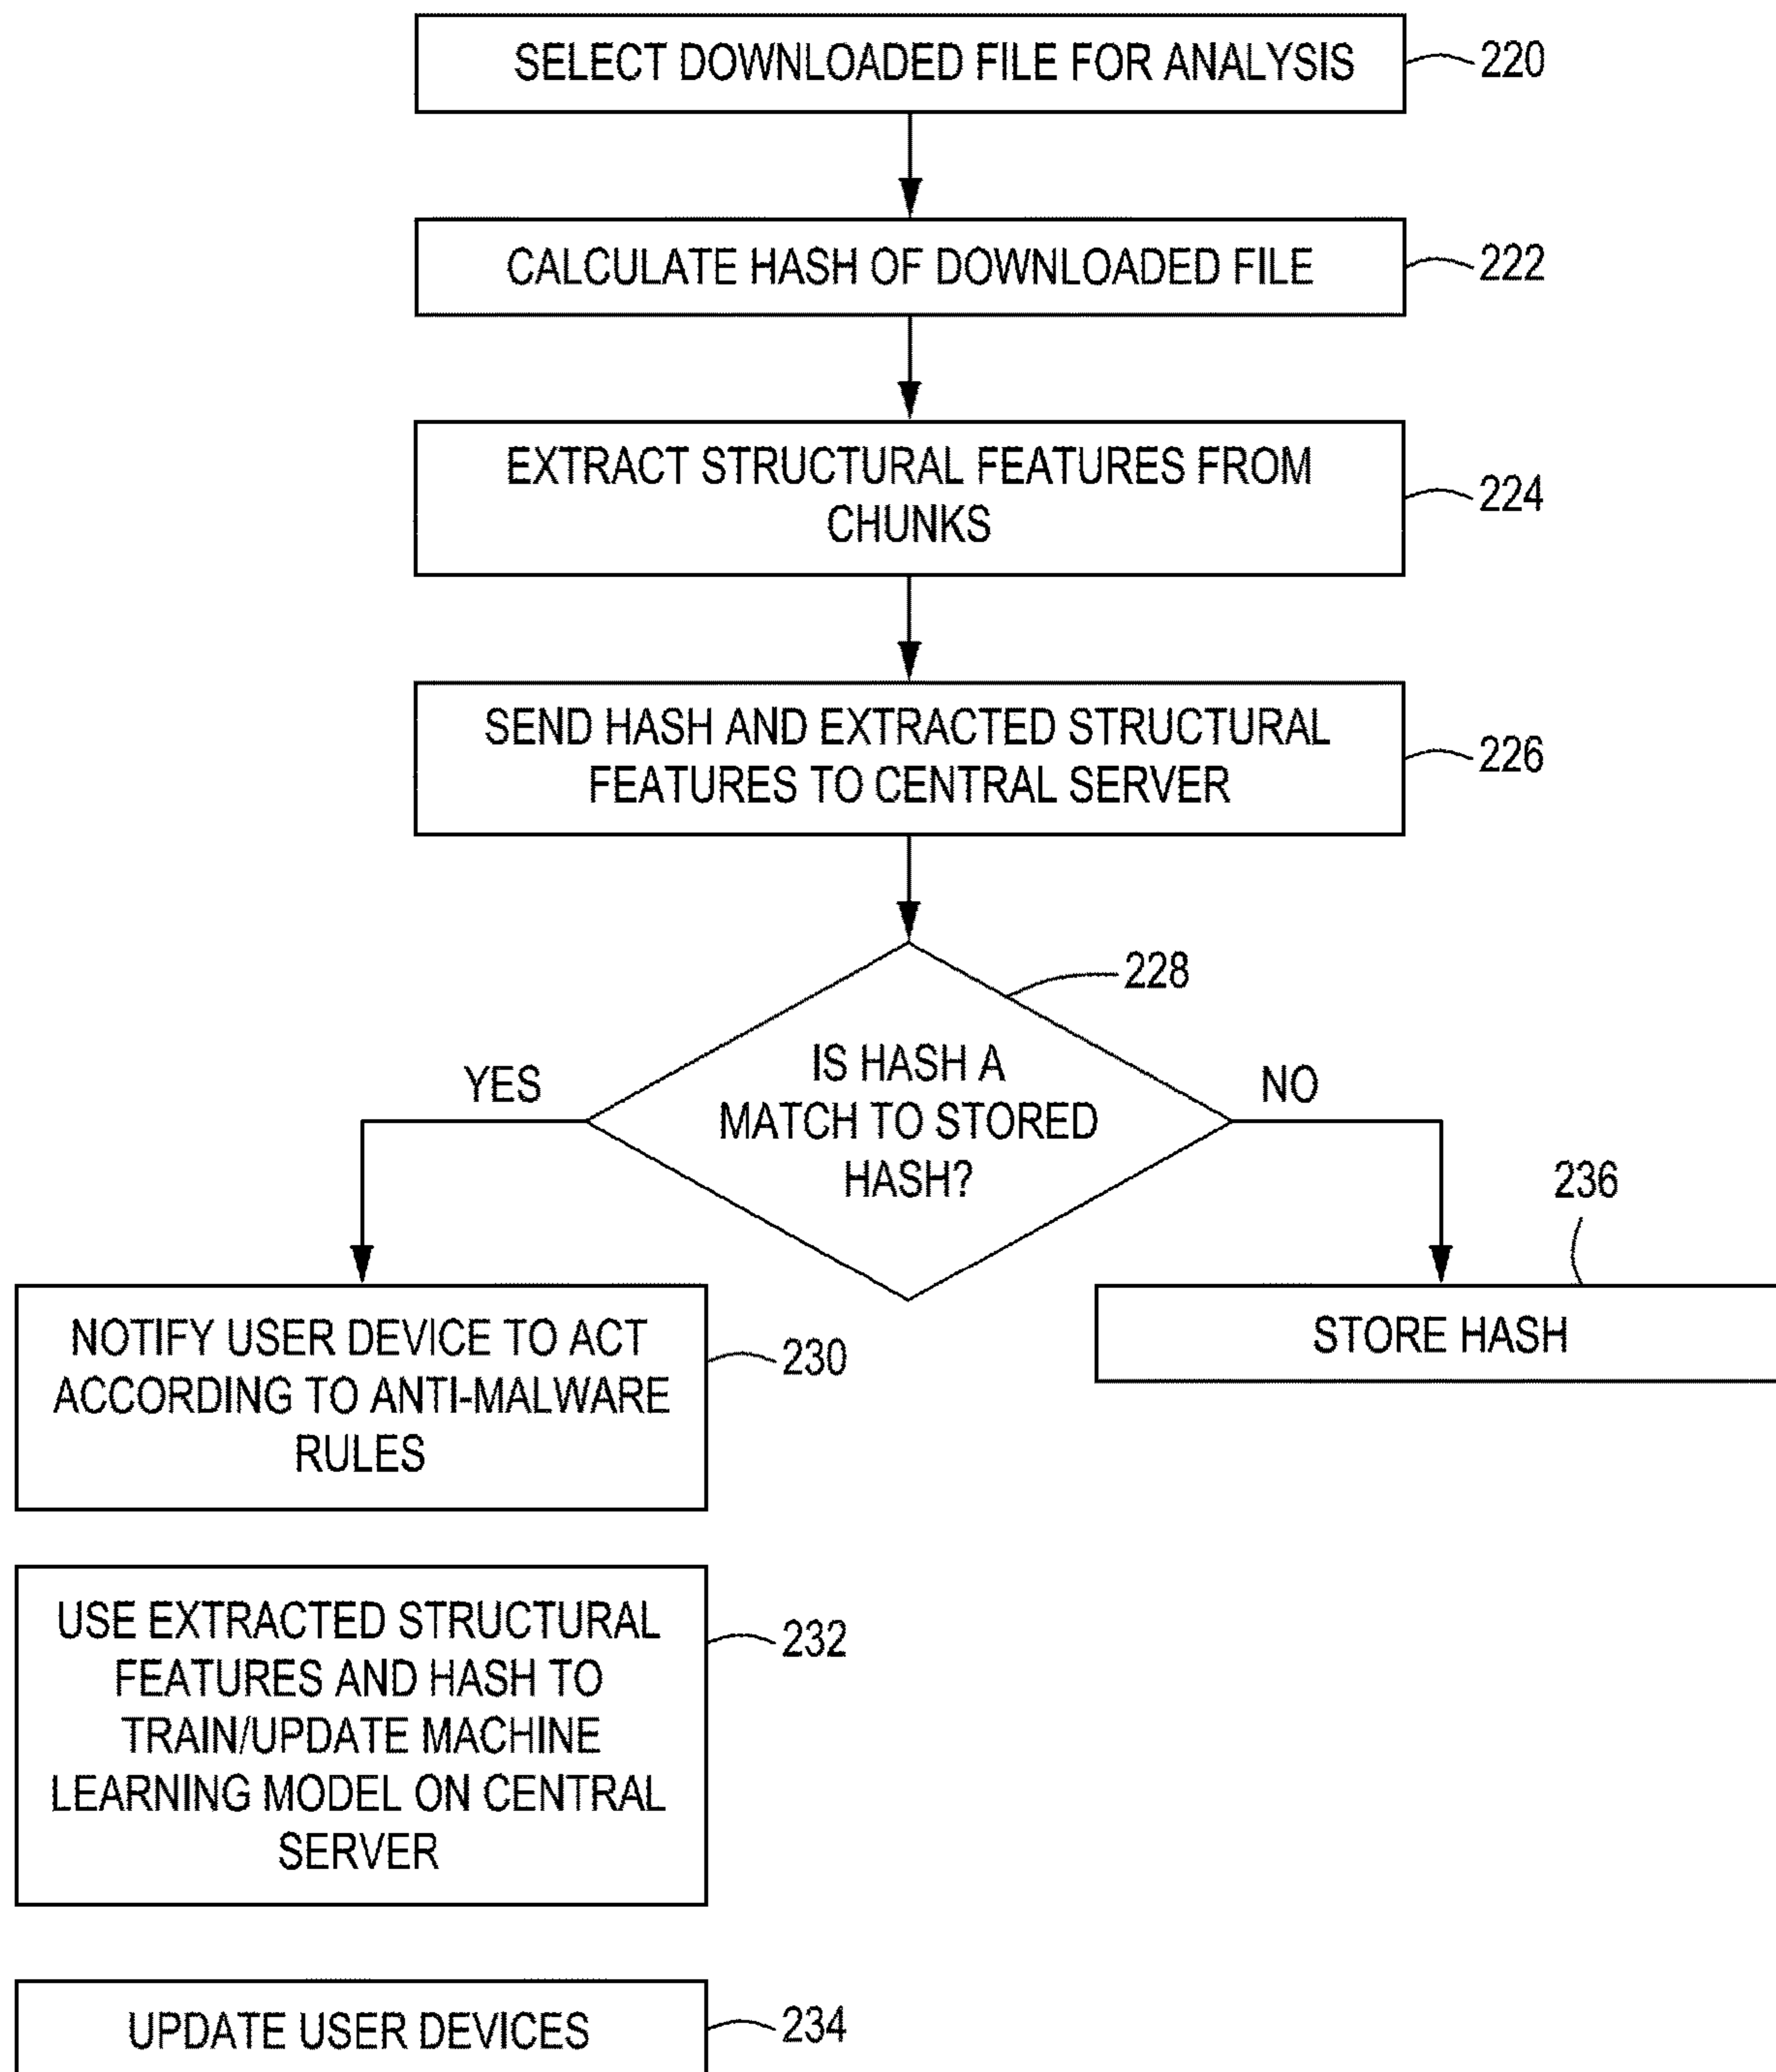 SELECT DOWNLOADED FILE FOR ANALYSIS
220
CALCULATE HASH OF DOWNLOADED FILE
222
EXTRACT STRUCTURAL FEATURES FROM
CHUNKS
224
SEND HASH AND EXTRACTED STRUCTURAL
FEATURES TO CENTRAL SERVER
226
228
IS HASH A
MATCH TO STORED
HASH?
YES
NO
NOTIFY USER DEVICE TO ACT
ACCORDING TO ANTI-MALWARE
RULES
230
236
STORE HASH
USE EXTRACTED STRUCTURAL
FEATURES AND HASH TO
TRAIN/UPDATE MACHINE
LEARNING MODEL ON CENTRAL
SERVER
232
UPDATE USER DEVICES
234